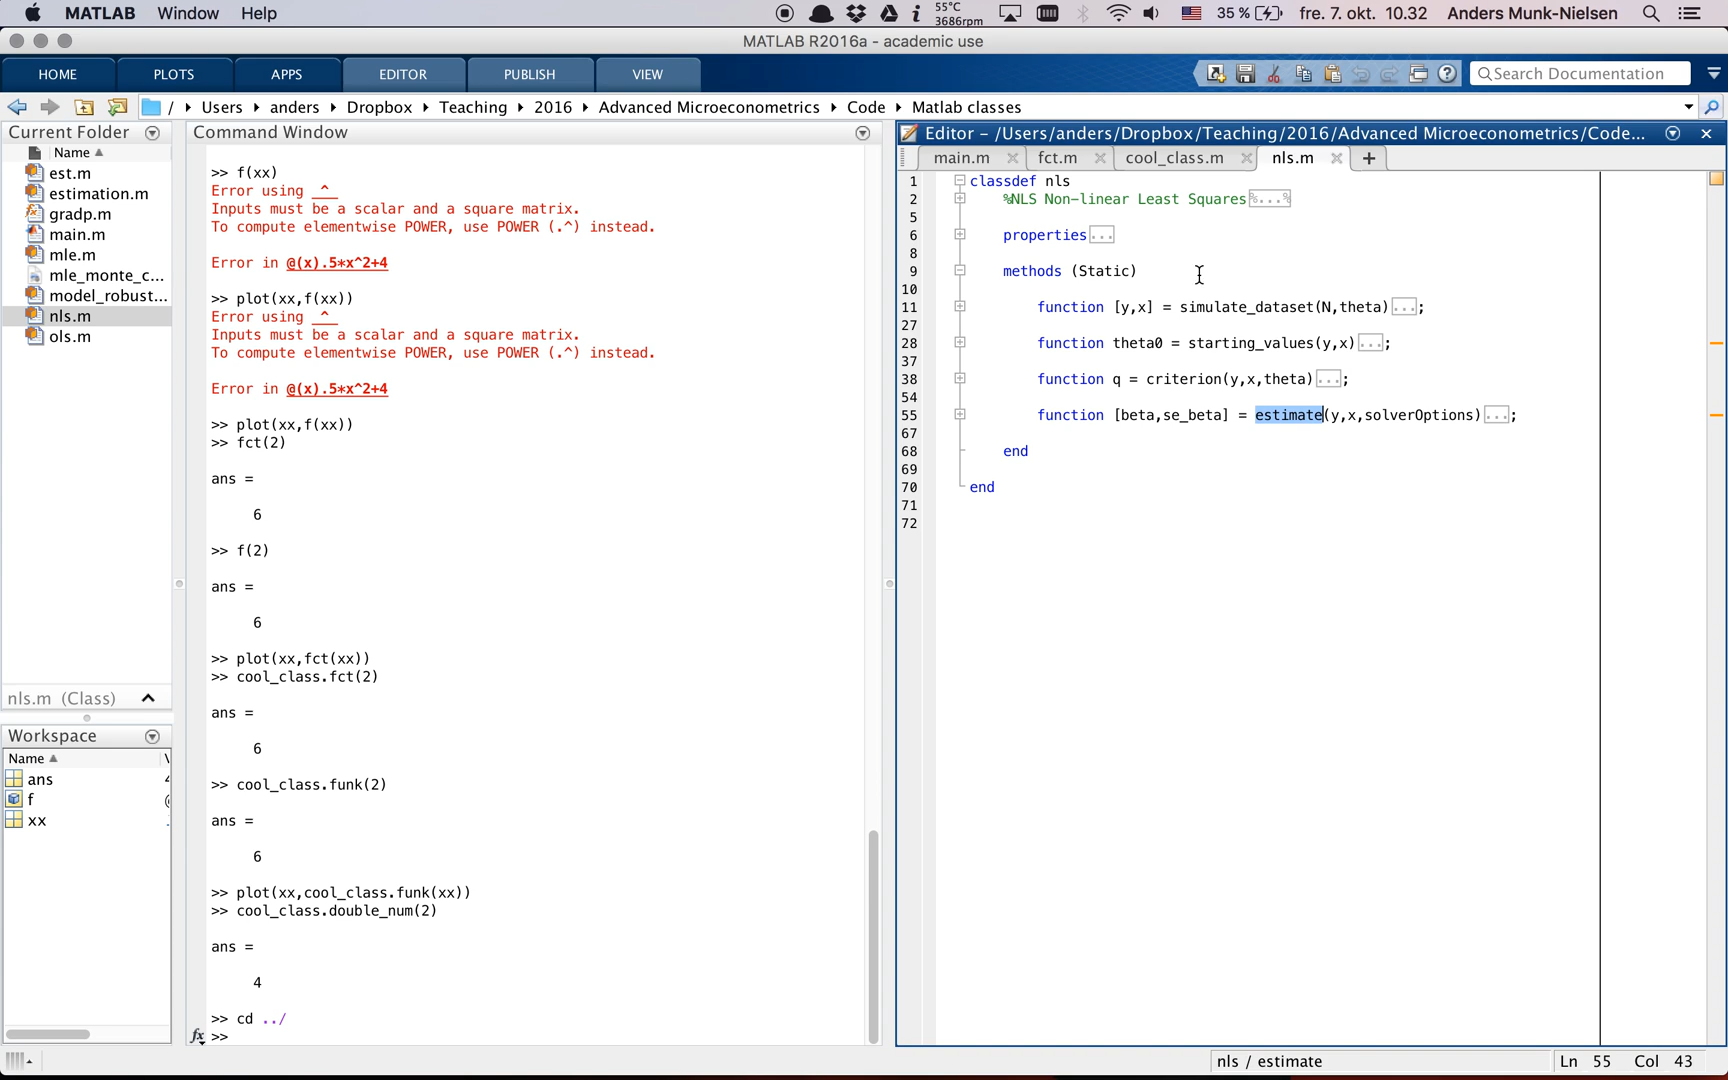 MATLAB Window Help 55°C 3686rpm 35 % fre. 7. okt. 10.32 Anders Munk-Nielsen
MATLAB R2016a - academic use
HOME PLOTS APPS EDITOR PUBLISH VIEW Search Documentation
/ Users anders Dropbox Teaching 2016 Advanced Microeconometrics Code Matlab classes
Current Folder
Name
est.m
estimation.m
gradp.m
main.m
mle.m
mle_monte_c...
model_robust...
nls.m
ols.m
nls.m (Class)
Workspace
Name
ans
f
xx
Command Window
>> f(xx)
Error using ^
Inputs must be a scalar and a square matrix.
To compute elementwise POWER, use POWER (.^) instead.
Error in @(x).5*x^2+4
>> plot(xx,f(xx))
Error using ^
Inputs must be a scalar and a square matrix.
To compute elementwise POWER, use POWER (.^) instead.
Error in @(x).5*x^2+4
>> plot(xx,f(xx))
>> fct(2)
ans =
6
>> f(2)
ans =
6
>> plot(xx,fct(xx))
>> cool_class.fct(2)
ans =
6
>> cool_class.funk(2)
ans =
6
>> plot(xx,cool_class.funk(xx))
>> cool_class.double_num(2)
ans =
4
>> cd ../
fx >>
Editor - /Users/anders/Dropbox/Teaching/2016/Advanced Microeconometrics/Code...
main.m fct.m cool_class.m nls.m
1 classdef nls
2 %NLS Non-linear Least Squares%...%
5
6 properties...
8
9 methods (Static)
10
11 function [y,x] = simulate_dataset(N,theta)...;
27
28 function theta0 = starting_values(y,x)...;
37
38 function q = criterion(y,x,theta)...;
54
55 function [beta,se_beta] = estimate(y,x,solverOptions)...;
67
68 end
69
70 end
71
72
nls / estimate Ln 55 Col 43